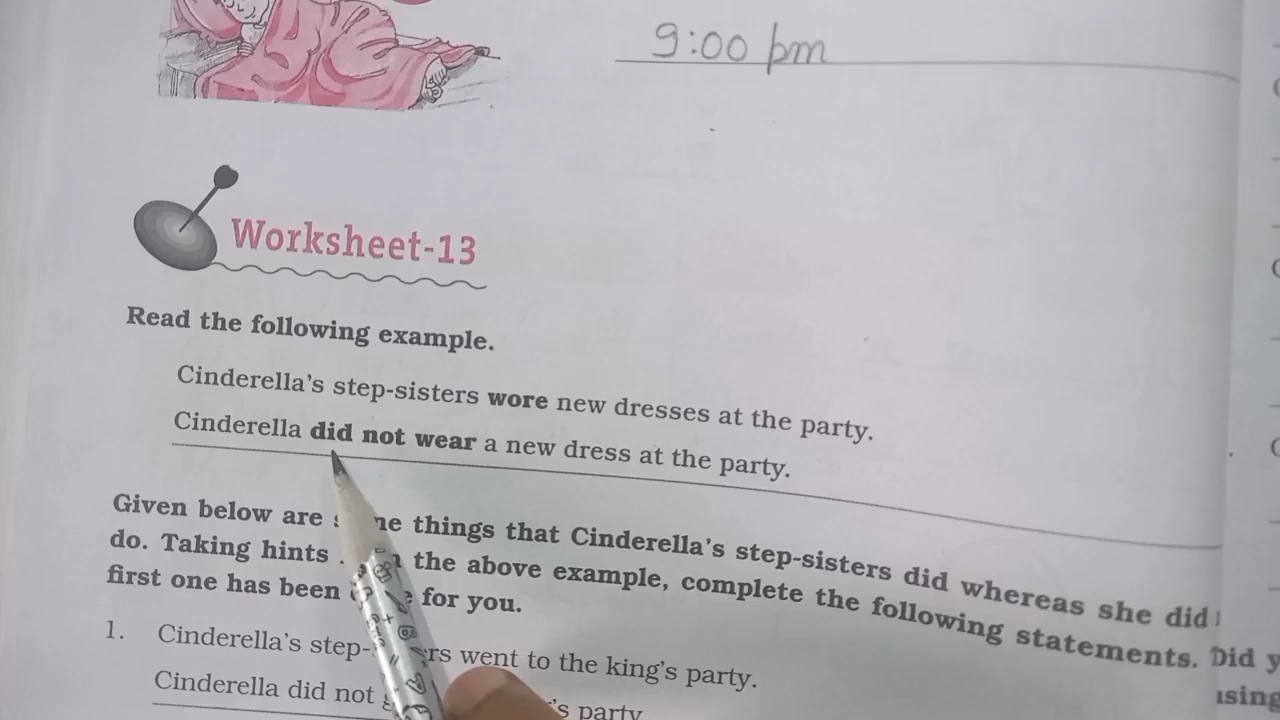 9:00 pm
Worksheet-13
Read the following example.
Cinderella's step-sisters wore new dresses at the party.
Cinderella did not wear a new dress at the party.
Given below are things that Cinderella's step-sisters did whereas she did
do. Taking hints the above example, complete the following statements.
first one has been for you.
1. Cinderella's went to the king's party.
Cinderella did not party
Did